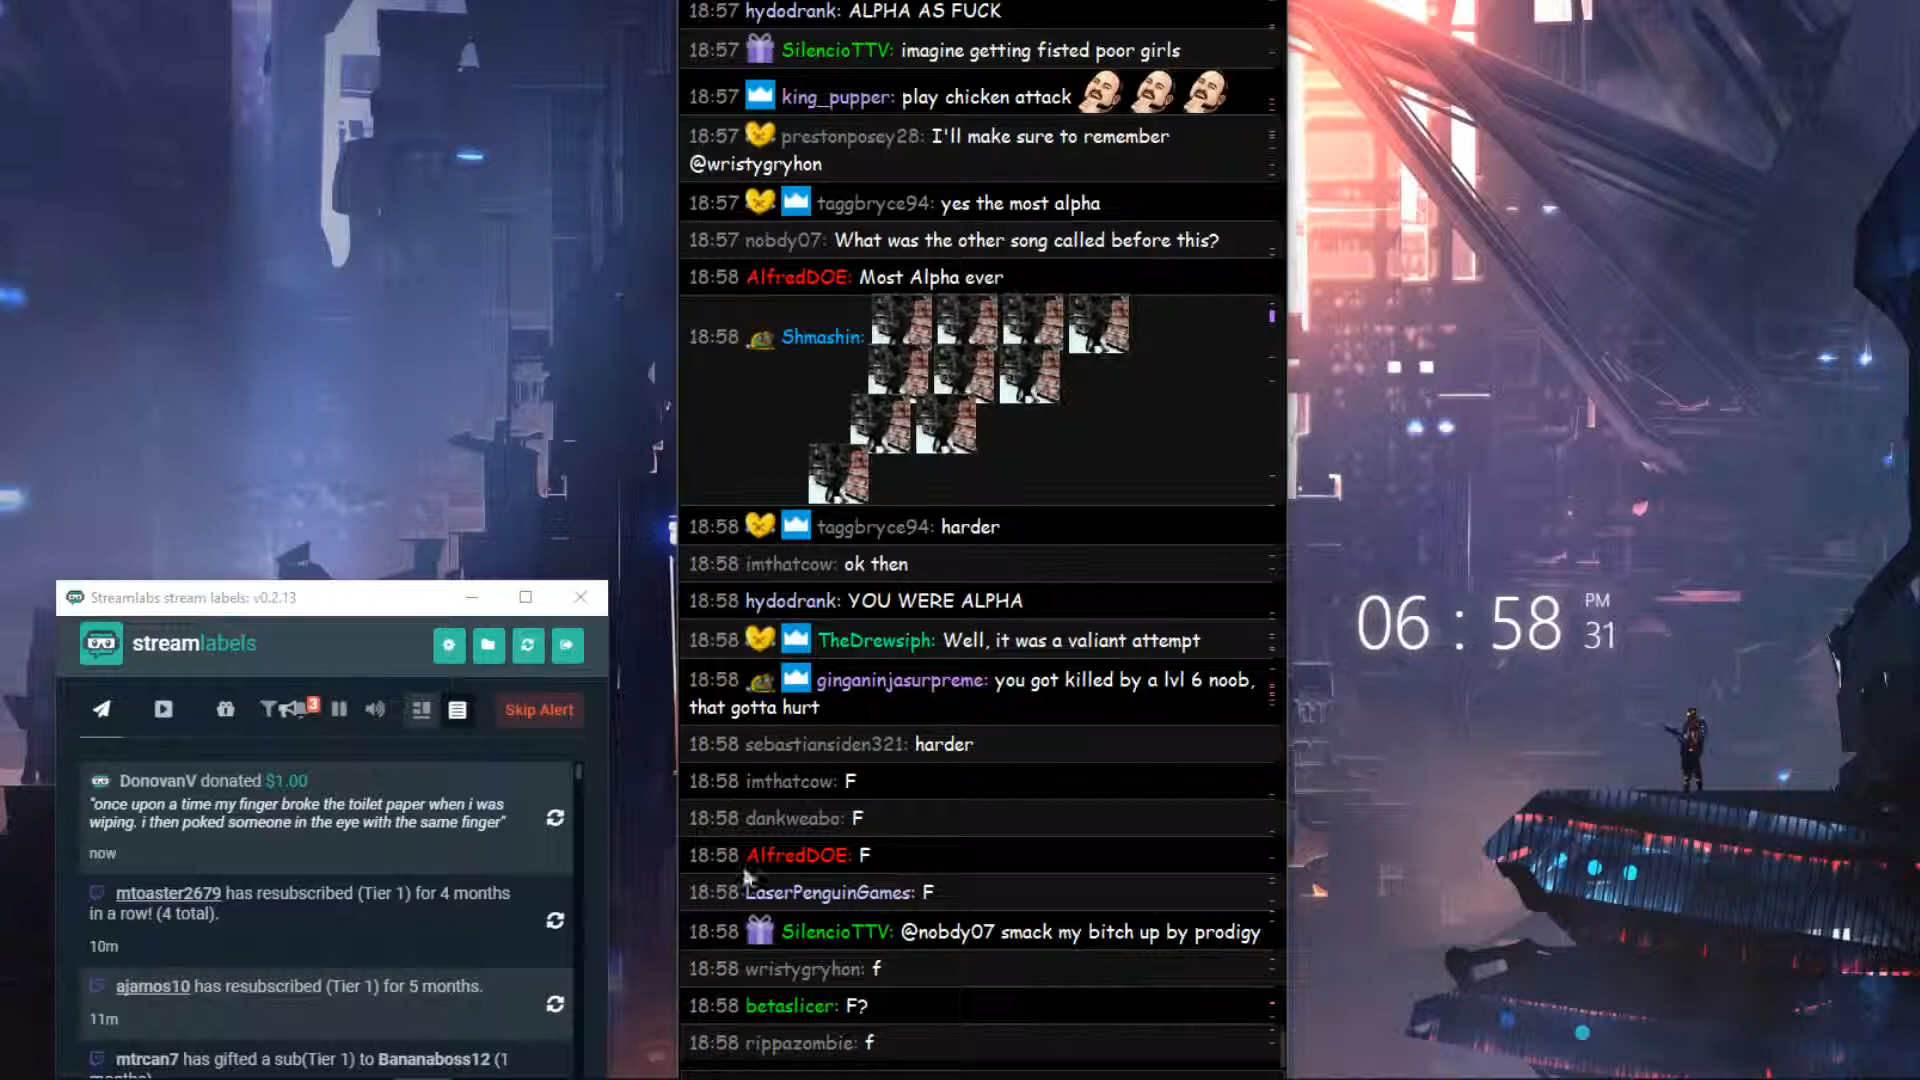 18:57 hydodrank: ALPHA AS FUCK
18:57 SilencioTTV: imagine getting fisted poor girls
18:57 king_pupper: play chicken attack
18:57 prestonposey28: I'll make sure to remember
@wristygryhon
18:57 taggbryce94: yes the most alpha
18:57 nobdy07: What was the other song called before this?
18:58 AlfredDOE: Most Alpha ever
18:58 Shmashin:
18:58 taggbryce94: harder
18:58 imthatcow: ok then
18:58 hydodrank: YOU WERE ALPHA
18:58 TheDrewsiph: Well, it was a valiant attempt
18:58 ginganinjasurpreme: you got killed by a lvl 6 noob,
that gotta hurt
18:58 sebastiansiden321: harder
18:58 imthatcow: F
18:58 dankweabo: F
18:58 AlfredDOE: F
18:58 LaserPenguinGames: F
18:58 SilencioTTV: @nobdy07 smack my bitch up by prodigy
18:58 wristygryhon: f
18:58 betaslicer: F?
18:58 rippazombie: f
Streamlabs stream labels: v0.2.13
streamlabels
3
Skip Alert
DonovanV donated $1.00
"once upon a time my finger broke the toilet paper when i was
wiping. i then poked someone in the eye with the same finger"
now
mtoaster2679 has resubscribed (Tier 1) for 4 months
in a row! (4 total).
10m
ajamos10 has resubscribed (Tier 1) for 5 months.
11m
mtrcan7 has gifted a sub(Tier 1) to Bananaboss12 (1
06 : 58
PM
31